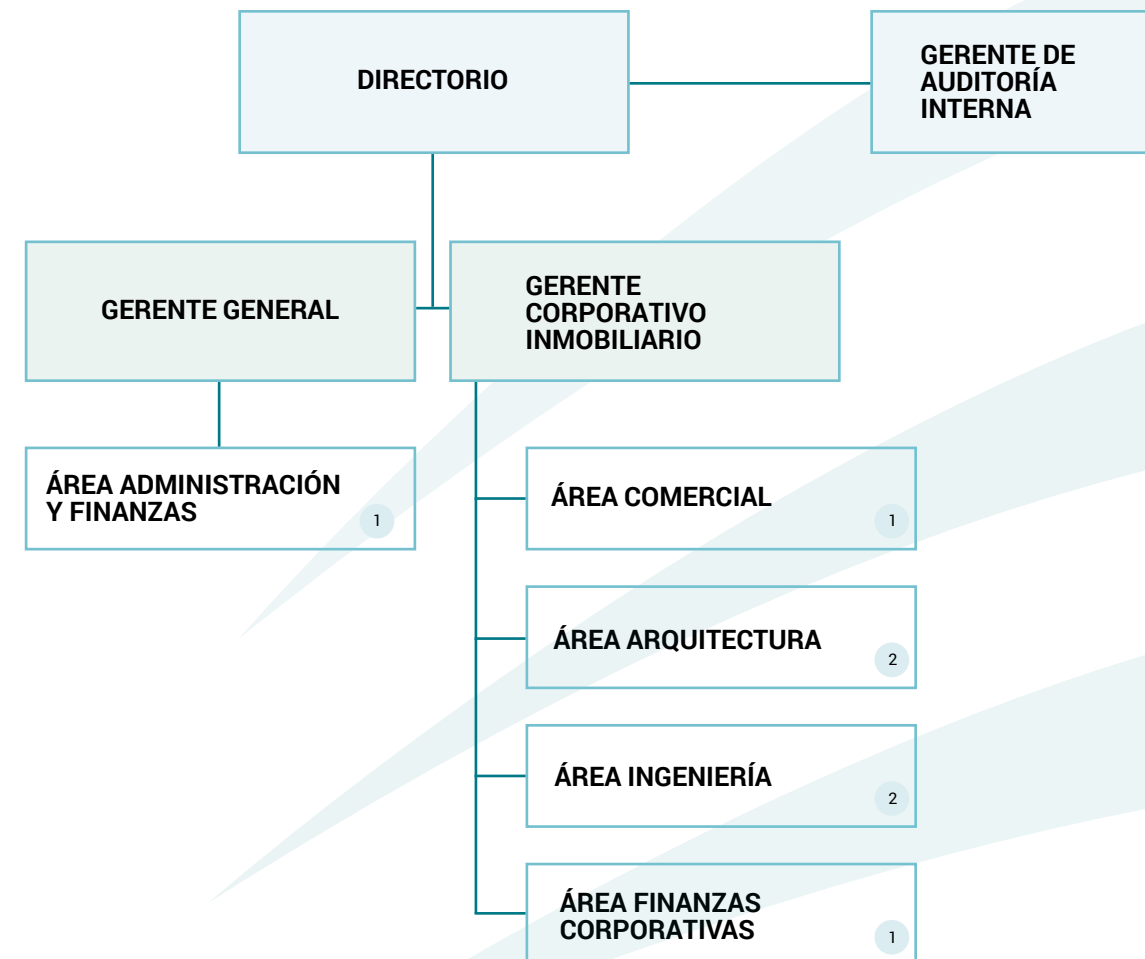 DIRECTORIO
GERENTE DE
AUDITORÍA
INTERNA
GERENTE GENERAL
GERENTE
CORPORATIVO
INMOBILIARIO
ÁREA ADMINISTRACIÓN
Y FINANZAS
1
ÁREA COMERCIAL
1
ÁREA ARQUITECTURA
2
ÁREA INGENIERÍA
2
ÁREA FINANZAS
CORPORATIVAS
1